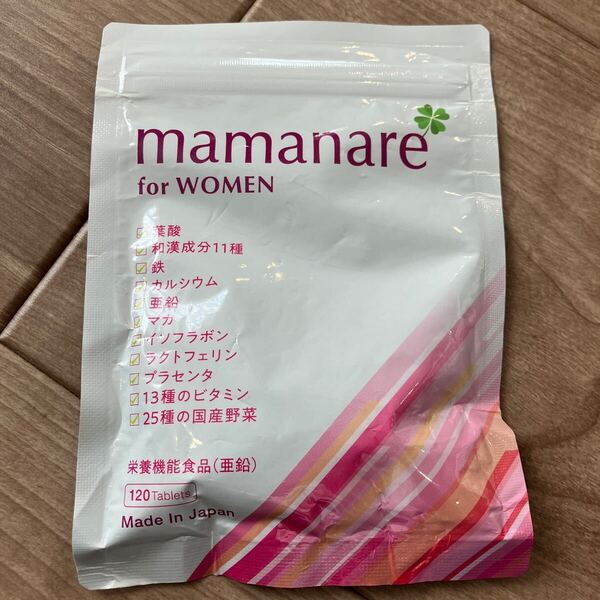 mamanare
for WOMEN
葉酸
和漢成分11種
鉄
カルシウム
亜鉛
マカ
イソフラボン
ラクトフェリン
プラセンタ
13種のビタミン
25種の国産野菜
栄養機能食品(亜鉛)
120 Tablets
Made In Japan